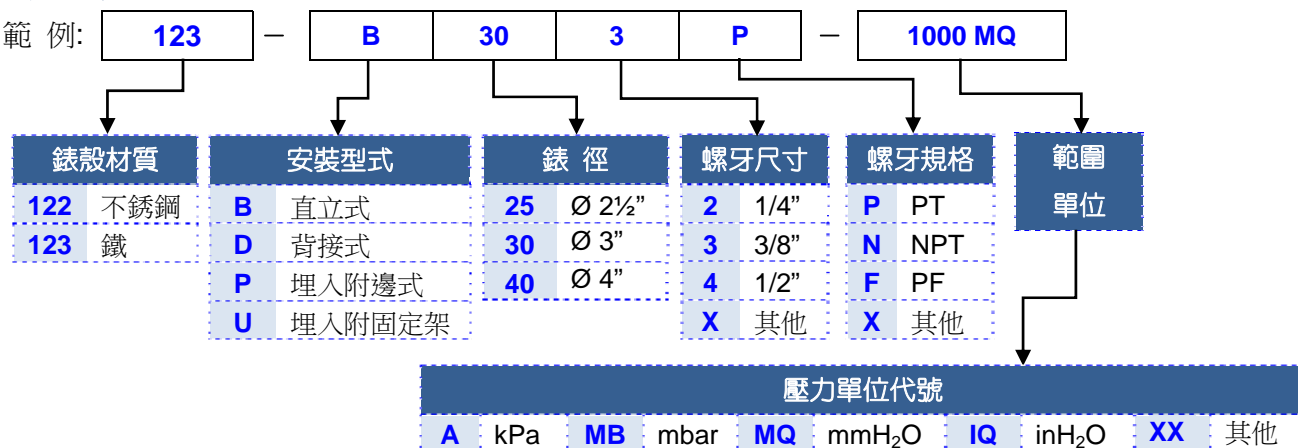 範 例: 123 － B 30 3 P － 1000 MQ
錶殼材質 安裝型式 錶 徑 螺牙尺寸 螺牙規格 範圍
單位
122 不銹鋼 B 直立式 25 Ø 2½” 2 1/4” P PT
123 鐵 D 背接式 30 Ø 3” 3 3/8” N NPT
P 埋入附邊式 40 Ø 4” 4 1/2” F PF
U 埋入附固定架 X 其他 X 其他
壓力單位代號
A kPa MB mbar MQ mmH₂O IQ inH₂O XX 其他